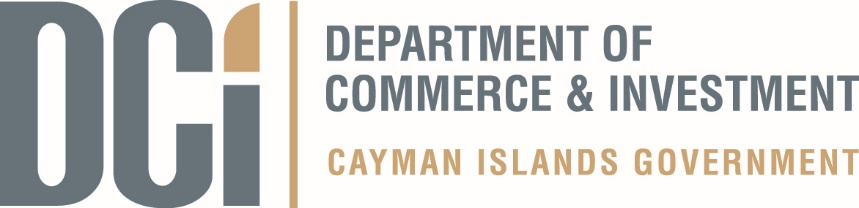 DCi
DEPARTMENT OF
COMMERCE & INVESTMENT
CAYMAN ISLANDS GOVERNMENT